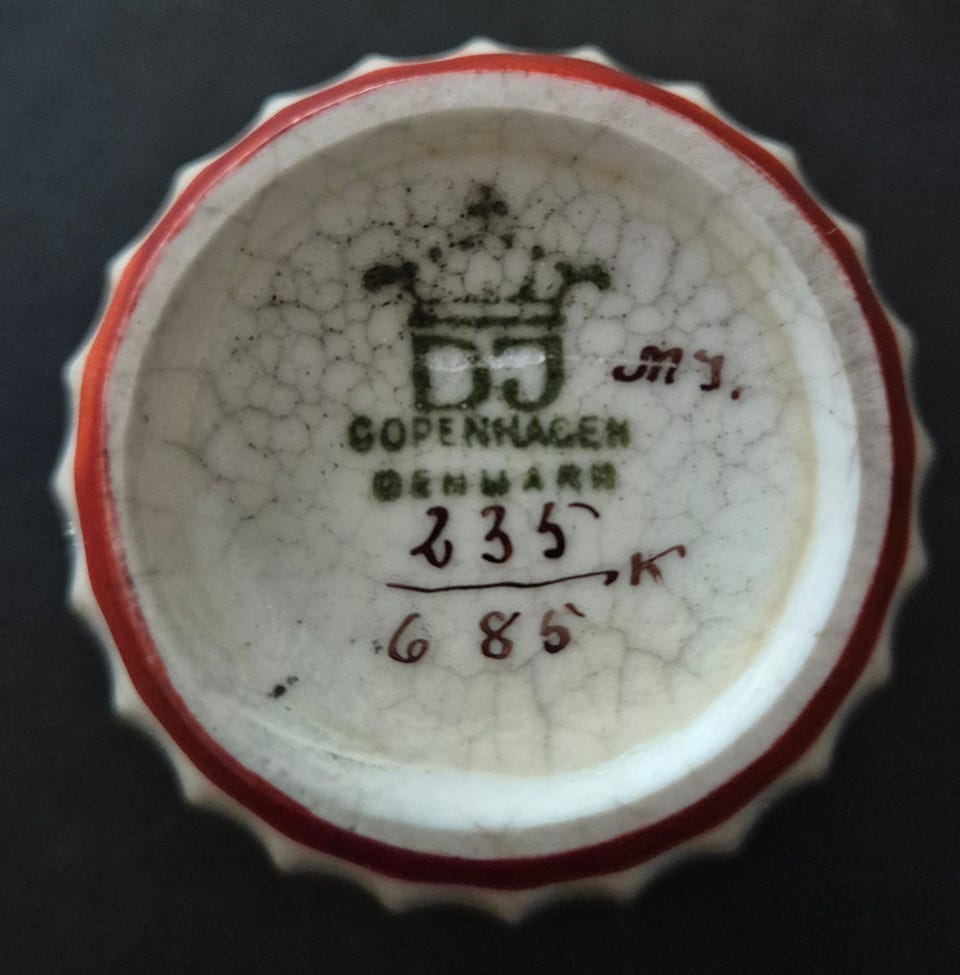 DJ
COPENHAGEN
DENMARK
235
K
685